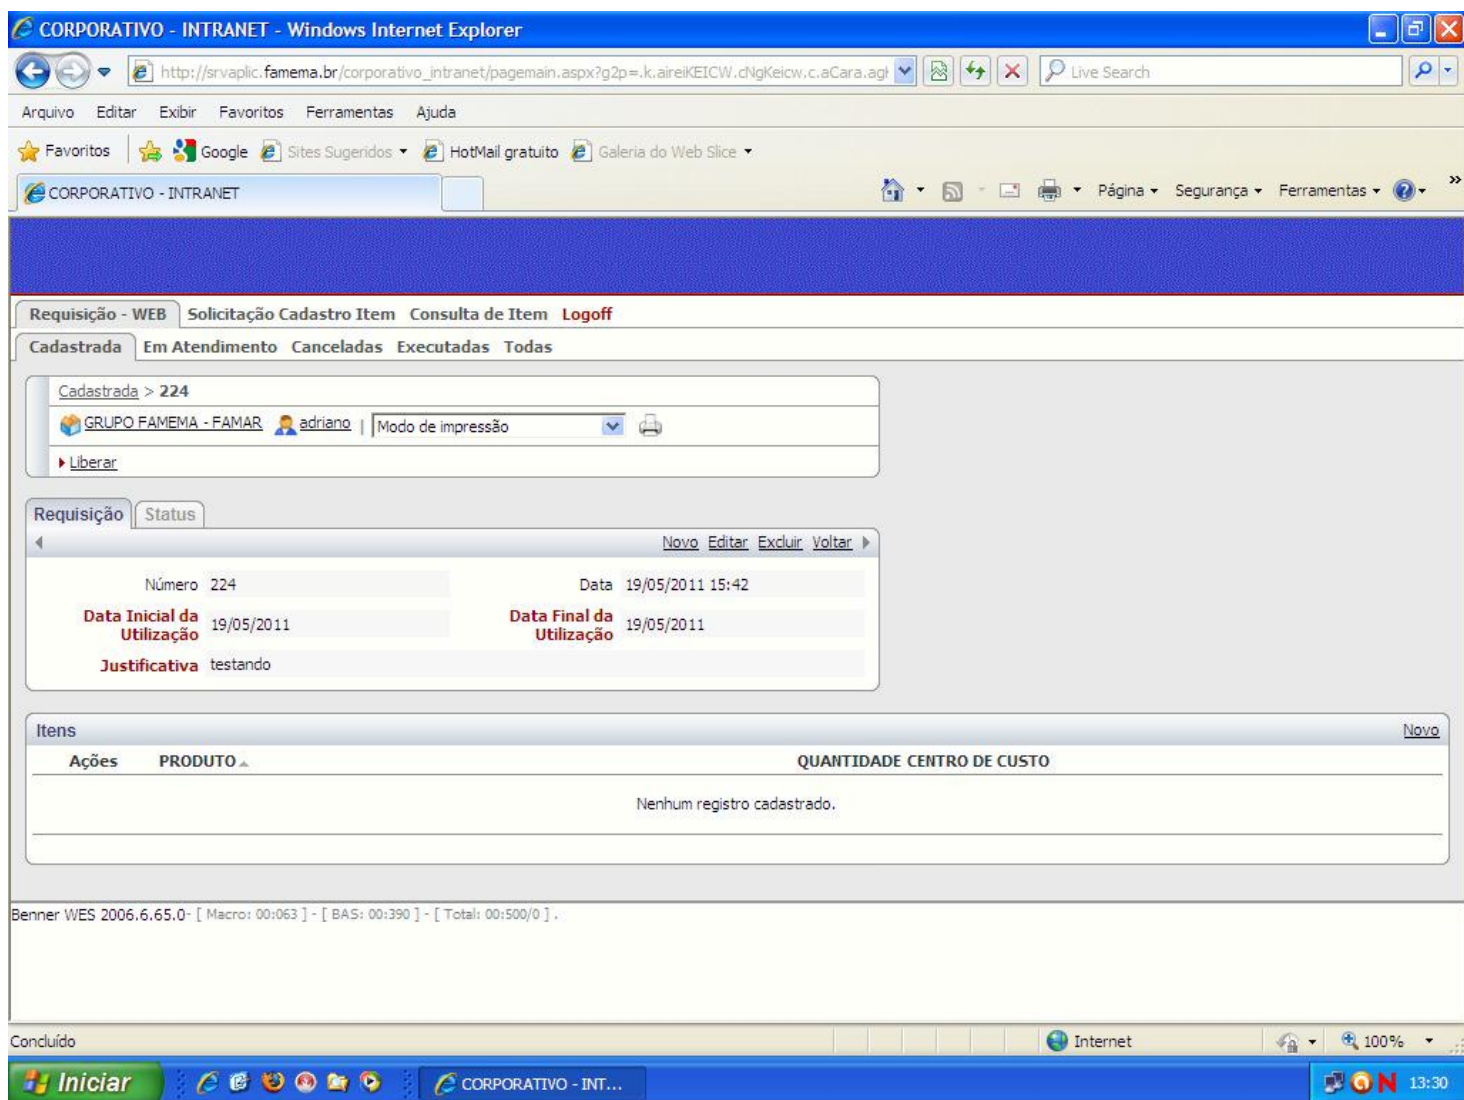 CORPORATIVO - INTRANET - Windows Internet Explorer
http://srvaplic.famema.br/corporativo_intranet/pagemain.aspx?g2p=.k.aireiKEICW.cNgKeicw.c.aCara.agl Live Search
Arquivo Editar Exibir Favoritos Ferramentas Ajuda
Favoritos Google Sites Sugeridos HotMail gratuito Galeria do Web Slice
CORPORATIVO - INTRANET Página Segurança Ferramentas »
Requisição - WEB Solicitação Cadastro Item Consulta de Item Logoff
Cadastrada Em Atendimento Canceladas Executadas Todas
Cadastrada > 224
GRUPO FAMEMA - FAMAR adriano | Modo de impressão
Liberar
Requisição Status
Novo Editar Excluir Voltar
Número 224 Data 19/05/2011 15:42
Data Inicial da Utilização 19/05/2011 Data Final da Utilização 19/05/2011
Justificativa testando
Itens Novo
Ações PRODUTO QUANTIDADE CENTRO DE CUSTO
Nenhum registro cadastrado.
Benner WES 2006.6.65.0- [ Macro: 00:063 ] - [ BAS: 00:390 ] - [ Total: 00:500/0 ] .
Concluído Internet 100%
Iniciar CORPORATIVO - INT... 13:30